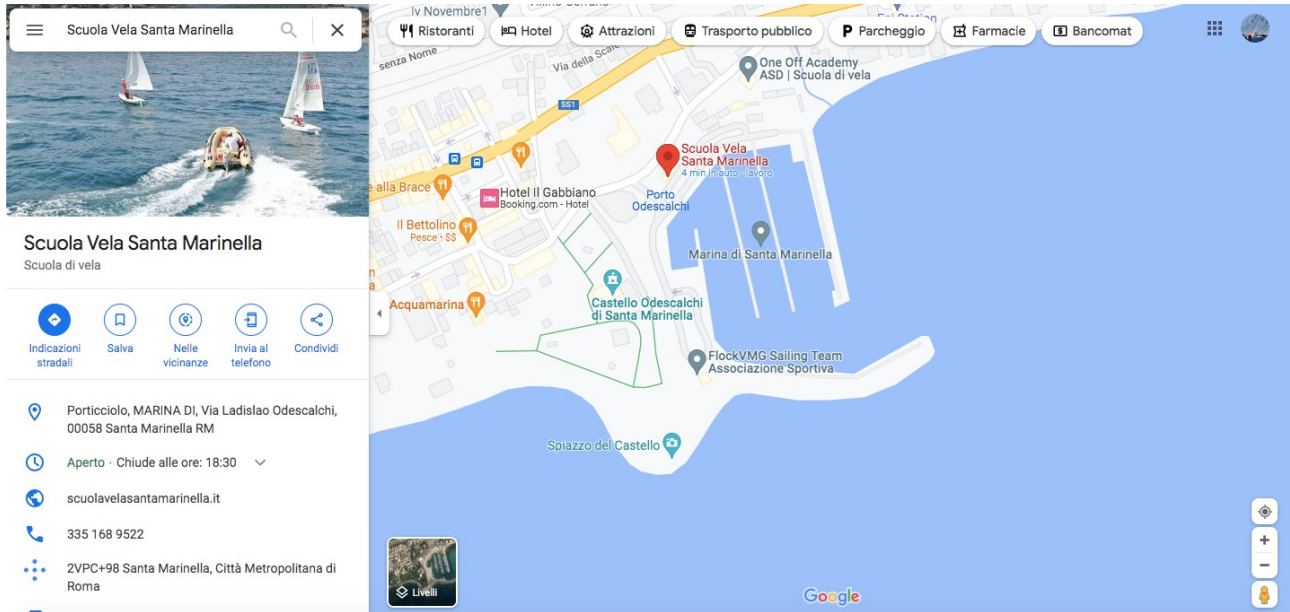 Scuola Vela Santa Marinella
Scuola Vela Santa Marinella
Scuola di vela
Indicazioni
stradali
Salva
Nelle
vicinanze
Invia al
telefono
Condividi
Porticciolo, MARINA DI, Via Ladislao Odescalchi,
00058 Santa Marinella RM
Aperto · Chiude alle ore: 18:30
scuolavelasantamarinella.it
335 168 9522
2VPC+98 Santa Marinella, Città Metropolitana di
Roma
Iv Novembre1
Ristoranti
Hotel
Attrazioni
Trasporto pubblico
P Parcheggio
Farmacie
Bancomat
senza Nome
Via della Scale
One Off Academy
ASD | Scuola di vela
SS1
Scuola Vela
Santa Marinella
4 min in auto - lavoro
e alla Brace
Hotel Il Gabbiano
Booking.com - Hotel
Porto
Odescalchi
Il Bettolino
Pesce · $$
Marina di Santa Marinella
Acquamarina
Castello Odescalchi
di Santa Marinella
FlockVMG Sailing Team
Associazione Sportiva
Spiazzo del Castello
Livelli
Google